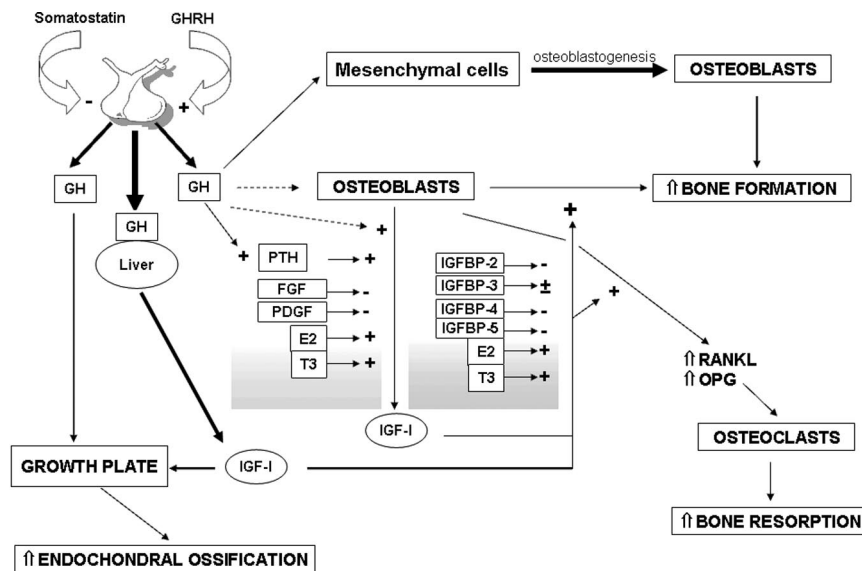 Somatostatin
GHRH
-
+
osteoblastogenesis
Mesenchymal cells
OSTEOBLASTS
GH
GH
GH
OSTEOBLASTS
⇑ BONE FORMATION
+
+
Liver
+
PTH
+
FGF
-
PDGF
-
E2
+
T3
+
IGFBP-2
-
IGFBP-3
±
IGFBP-4
-
IGFBP-5
-
E2
+
T3
+
+
⇑ RANKL
⇑ OPG
IGF-I
OSTEOCLASTS
GROWTH PLATE
IGF-I
⇑ BONE RESORPTION
⇑ ENDOCHONDRAL OSSIFICATION